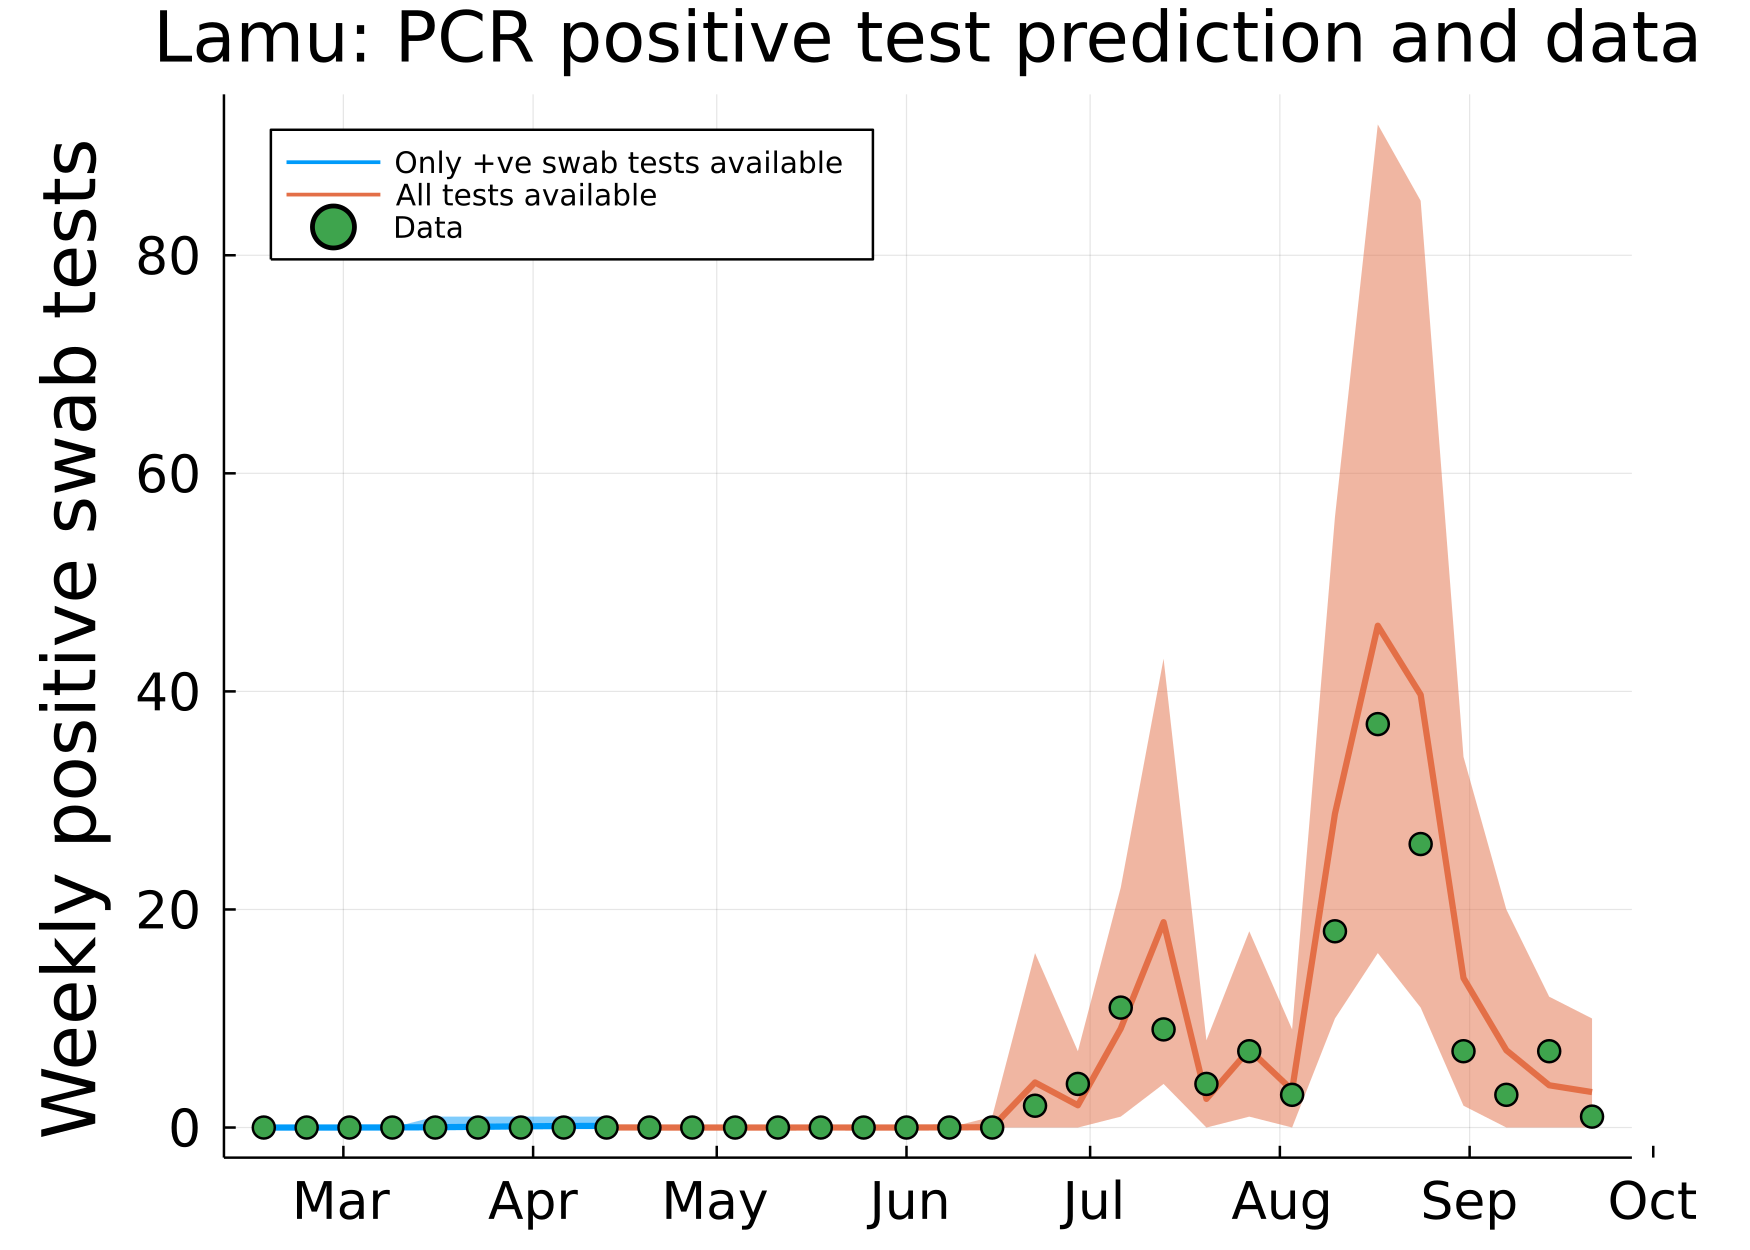 Lamu: PCR positive test prediction and data
Weekly positive swab tests
Only +ve swab tests available
All tests available
Data
80
60
40
20
0
Mar Apr May Jun Jul Aug Sep Oct